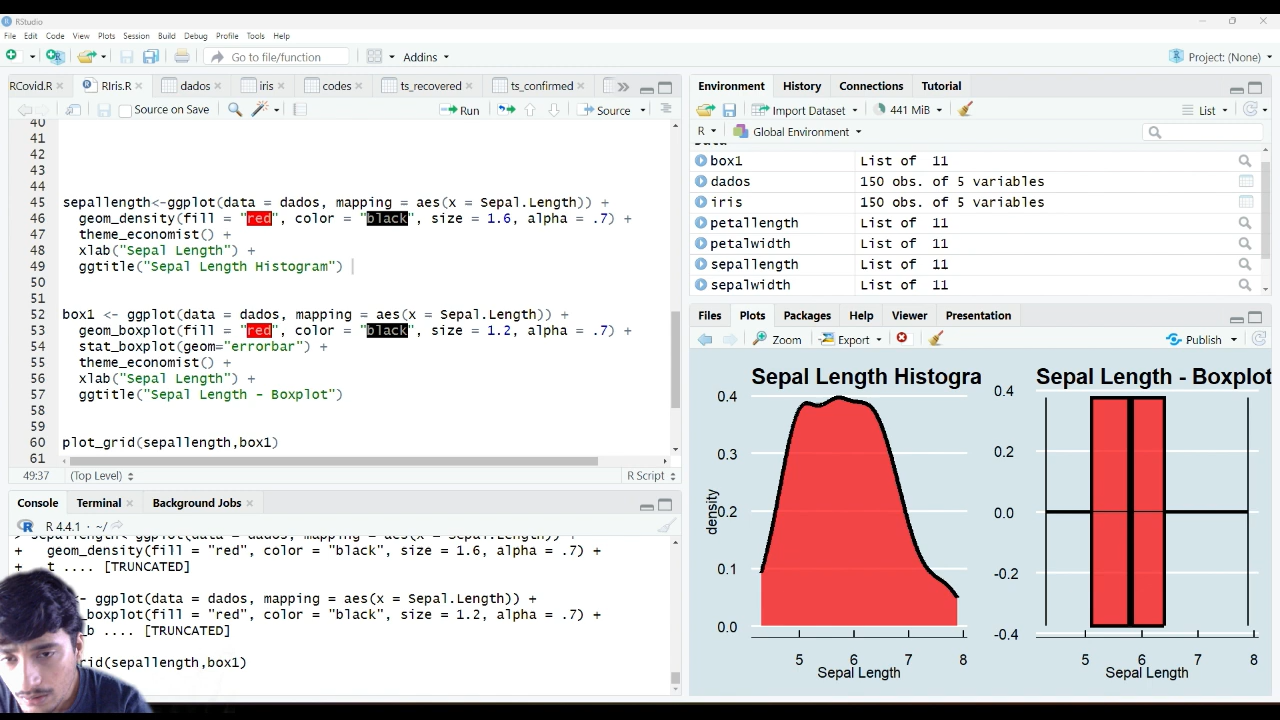 RStudio
File Edit Code View Plots Session Build Debug Profile Tools Help
Go to file/function Addins Project: (None)
RCovid.R RIris.R dados iris codes ts_recovered ts_confirmed
Source on Save Run Source
40
41
42
43
44
45 sepallength<-ggplot(data = dados, mapping = aes(x = Sepal.Length)) +
46 geom_density(fill = "red", color = "black", size = 1.6, alpha = .7) +
47 theme_economist() +
48 xlab("Sepal Length") +
49 ggtitle("Sepal Length Histogram")
50
51
52 box1 <- ggplot(data = dados, mapping = aes(x = Sepal.Length)) +
53 geom_boxplot(fill = "red", color = "black", size = 1.2, alpha = .7) +
54 stat_boxplot(geom="errorbar") +
55 theme_economist() +
56 xlab("Sepal Length") +
57 ggtitle("Sepal Length - Boxplot")
58
59
60 plot_grid(sepallength,box1)
61
49:37 (Top Level) R Script
Console Terminal Background Jobs
R 4.4.1 · ~/
> sepallength<-ggplot(data = dados, mapping = aes(x = Sepal.Length)) +
+ geom_density(fill = "red", color = "black", size = 1.6, alpha = .7) +
+ t .... [TRUNCATED]
- ggplot(data = dados, mapping = aes(x = Sepal.Length)) +
_boxplot(fill = "red", color = "black", size = 1.2, alpha = .7) +
_b .... [TRUNCATED]
rid(sepallength,box1)
Environment History Connections Tutorial
Import Dataset 441 MiB List
R Global Environment
Data
box1 List of 11
dados 150 obs. of 5 variables
iris 150 obs. of 5 variables
petallength List of 11
petalwidth List of 11
sepallength List of 11
sepalwidth List of 11
Files Plots Packages Help Viewer Presentation
Zoom Export Publish
Sepal Length Histogra
0.4
0.3
0.2
0.1
0.0
density
5 6 7 8
Sepal Length
Sepal Length - Boxplot
0.4
0.2
0.0
-0.2
-0.4
5 6 7 8
Sepal Length